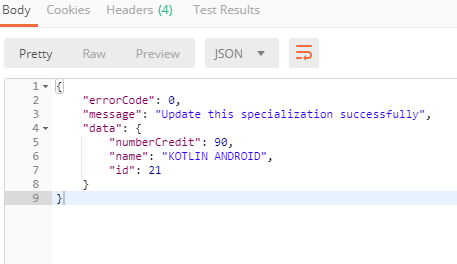 Body Cookies Headers (4) Test Results
Pretty Raw Preview JSON
1 {
2 "errorCode": 0,
3 "message": "Update this specialization successfully",
4 "data": {
5 "numberCredit": 90,
6 "name": "KOTLIN ANDROID",
7 "id": 21
8 }
9 }